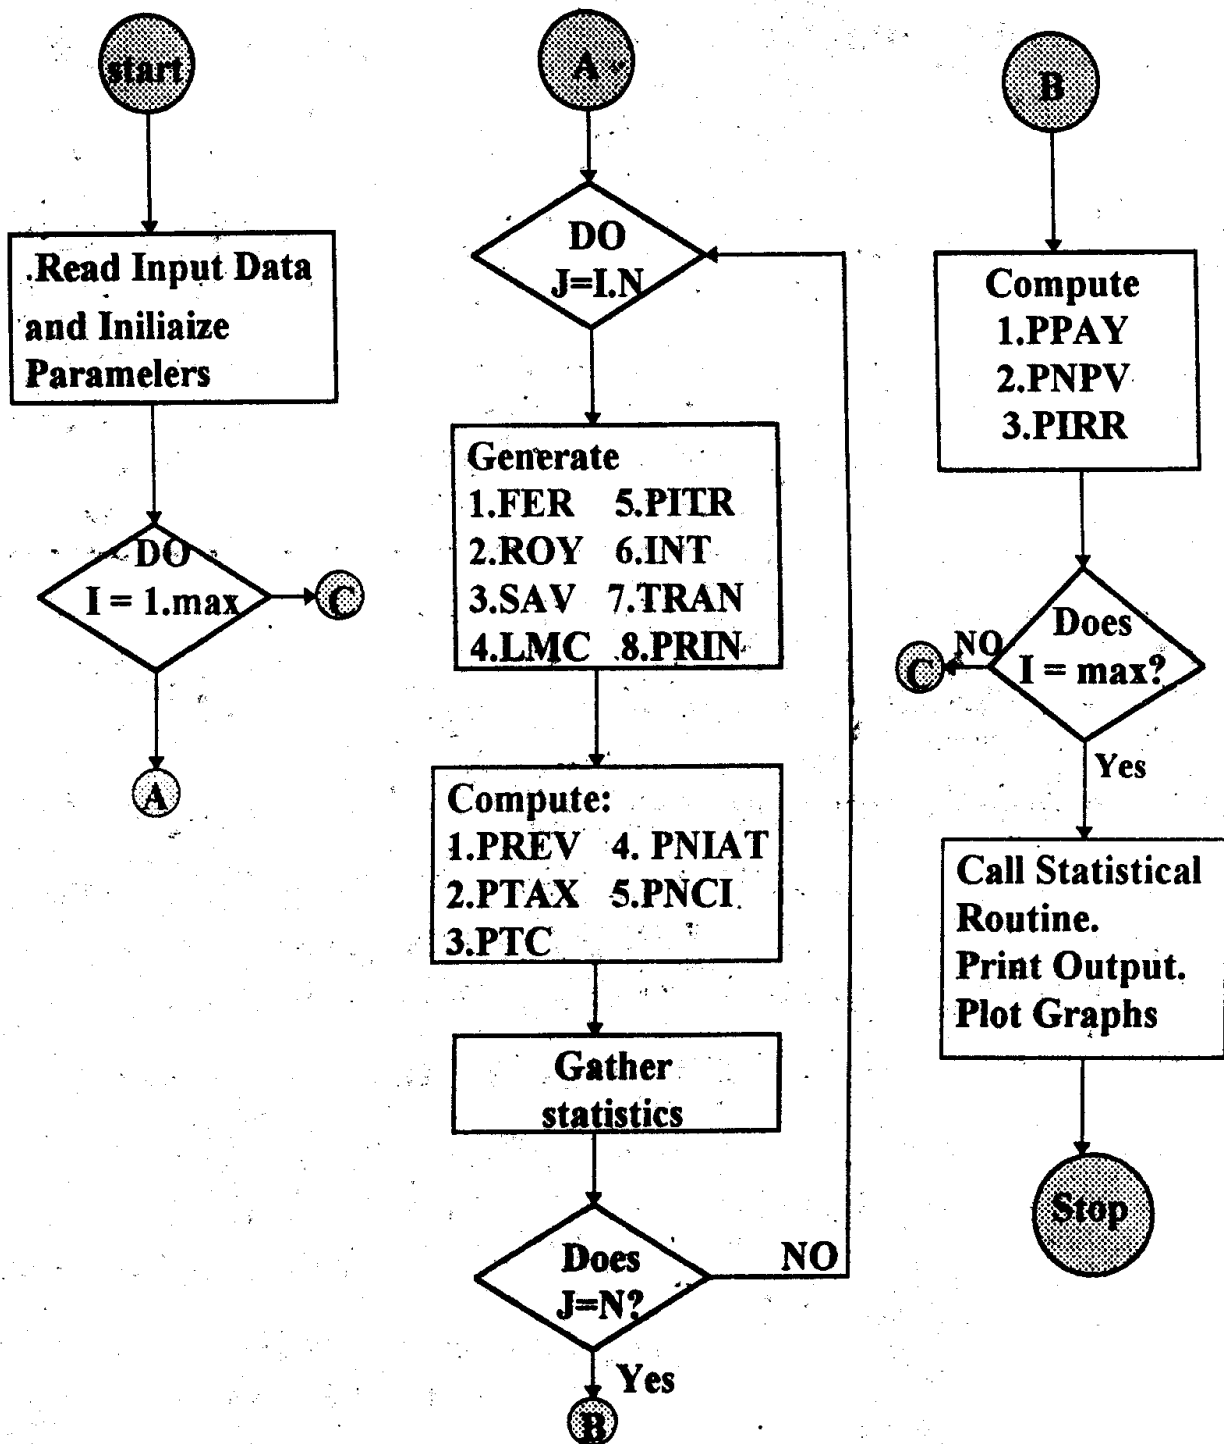 start
.Read Input Data
and Iniliaize
Paramelers
DO
I = 1.max
C
A
A
DO
J=I.N
Generate
1.FER 5.PITR
2.ROY 6.INT
3.SAV 7.TRAN
4.LMC .8.PRIN
Compute:
1.PREV 4. PNIAT
2.PTAX 5.PNCI.
3.PTC
Gather
statistics
Does
J=N?
NO
Yes
B
B
Compute
1.PPAY
2.PNPV
3.PIRR
Does
I = max?
NO
C
Yes
Call Statistical
Routine.
Print Output.
Plot Graphs
Stop